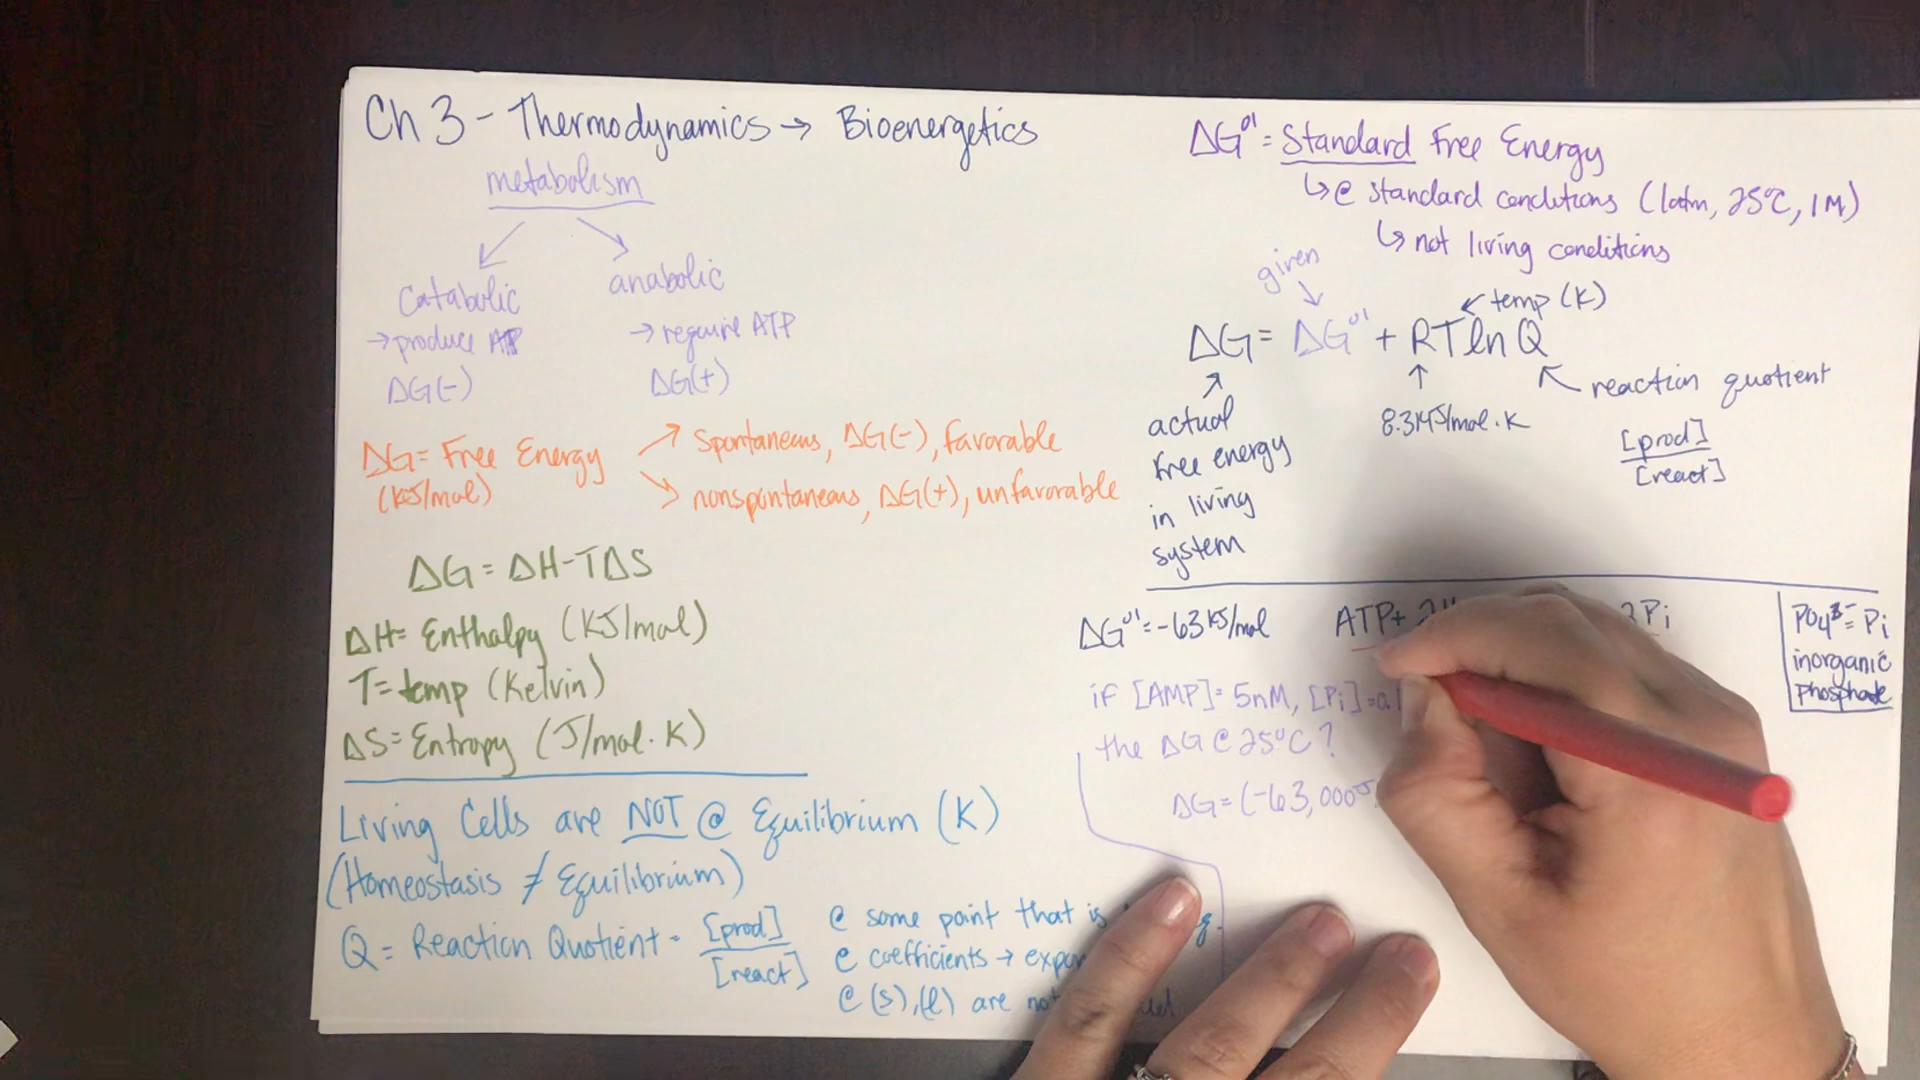 Ch 3 - Thermodynamics → Bioenergetics
metabolism
catabolic
→ produce ATP
ΔG(-)
anabolic
→ require ATP
ΔG(+)
ΔG = Free Energy
(kJ/mol)
→ Spontaneous, ΔG(-), favorable
→ nonspontaneous, ΔG(+), unfavorable
ΔG = ΔH-TΔS
ΔH = Enthalpy (KJ/mol)
T = temp (Kelvin)
ΔS = Entropy (J/mol·K)
Living Cells are NOT @ Equilibrium (K)
(Homeostasis ≠ Equilibrium)
Q = Reaction Quotient = [prod]
[react]
@ some point that is
@ coefficients →
@ (s),(l) are
ΔG°' = Standard Free Energy
↳ @ standard conditions (1atm, 25°C, 1M)
↳ not living conditions
given
← temp (K)
ΔG = ΔG°' + RT ln Q
reaction quotient
8.314J/mol·K
[prod]
[react]
actual
free energy
in living
system
ΔG°' = -63 kJ/mol
ATP +
Pi
PO4³⁻ = Pi
inorganic
phosphate
if [AMP] = 5nM, [Pi] =
the ΔG @ 25°C?
ΔG = (-63,000